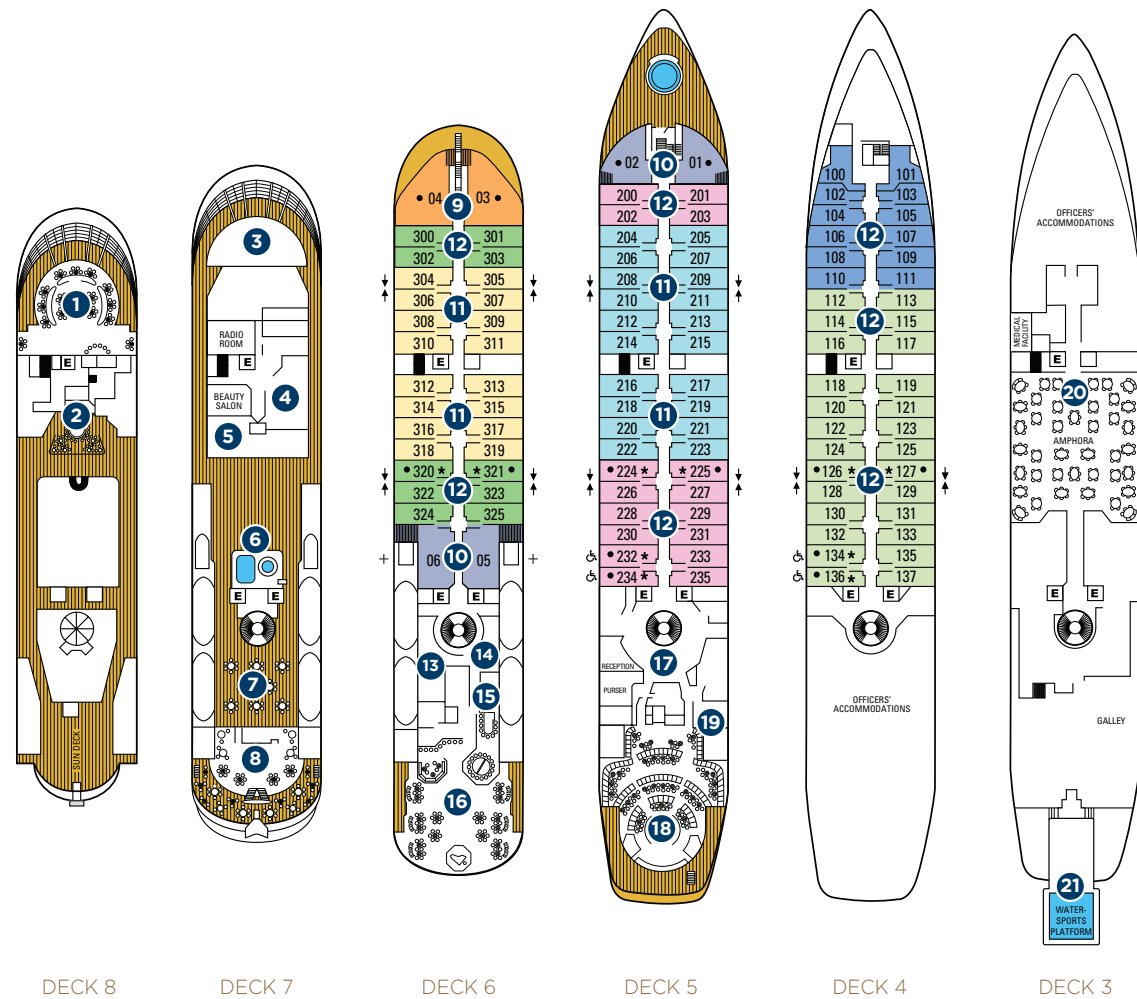 1
E
2
SUN DECK
DECK 8
3
RADIO
ROOM
E
BEAUTY
SALON
4
5
6
E E
7
8
DECK 7
04 03
9
300 301
12
302 303
304 305
306 307
11
308 309
310 311
E
312 313
314 315
11
316 317
318 319
320 * * 321
322 323
12
324 325
06 10 05
E E
13 14
15
16
DECK 6
02 10 01
200 201
12
202 203
204 205
206 207
208 209
11
210 211
212 213
214 215
E
216 217
218 219
11
220 221
222 223
224 * * 225
226 227
228 229
12
230 231
232 * 233
234 * 235
E E
17
RECEPTION
PURSER
19
18
DECK 5
100 101
102 103
104 105
106 107
12
108 109
110 111
112 113
114 115
12
116 117
E
118 119
120 121
122 123
124 125
126 * * 127
12
128 129
130 131
132 133
134 * 135
136 * 137
E E
OFFICERS'
ACCOMMODATIONS
DECK 4
OFFICERS'
ACCOMMODATIONS
MEDICAL
FACILITY
E
20
AMPHORA
E E
GALLEY
21
WATER-
SPORTS
PLATFORM
DECK 3